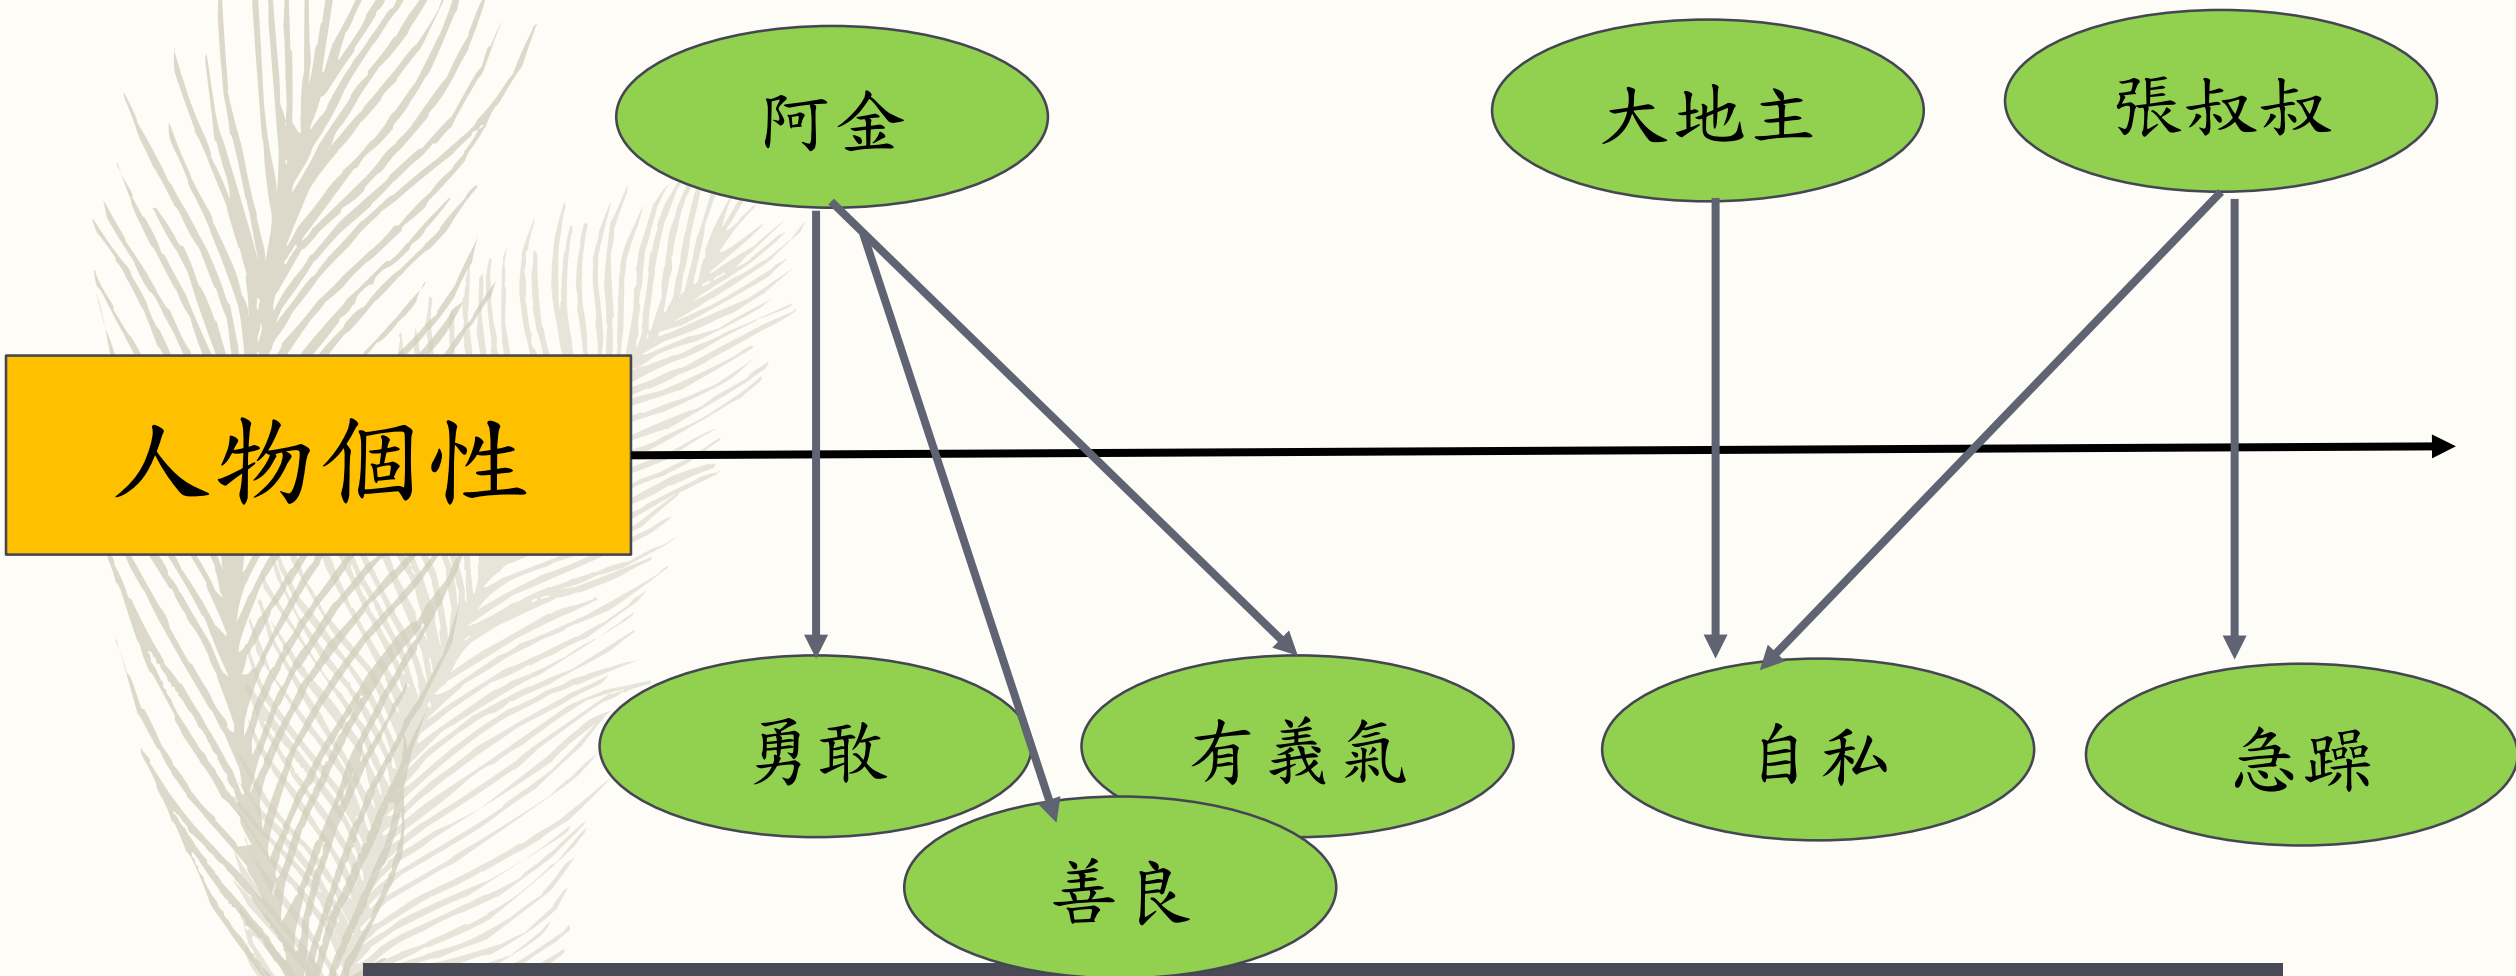 阿金
大地主
張叔叔
人物個性
勇敢
有義氣
自私
急躁
善良